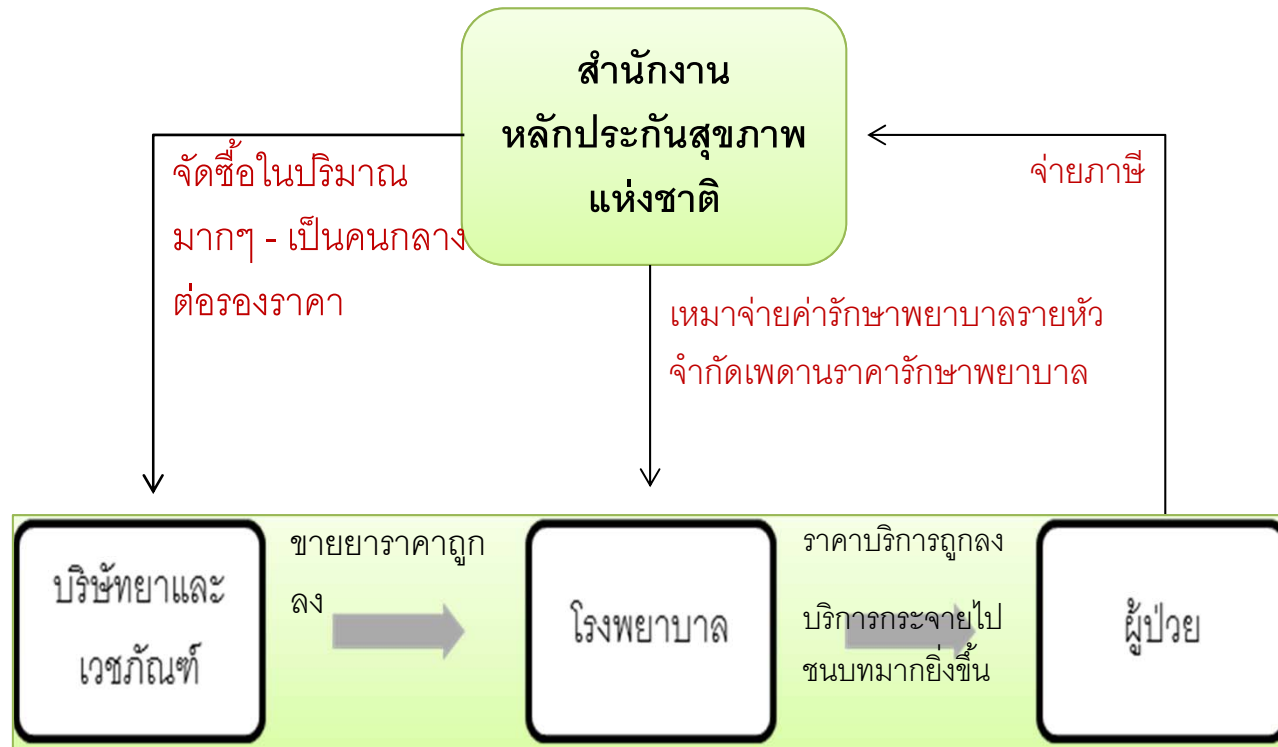 สำนักงาน
หลักประกันสุขภาพ
แห่งชาติ
จัดซื้อในปริมาณ
มากๆ - เป็นคนกลาง
ต่อรองราคา
จ่ายภาษี
เหมาจ่ายค่ารักษาพยาบาลรายหัว
จำกัดเพดานราคารักษาพยาบาล
บริษัทยาและ
เวชภัณฑ์
ขายยาราคาถูก
ลง
โรงพยาบาล
ราคาบริการถูกลง
บริการกระจายไป
ชนบทมากยิ่งขึ้น
ผู้ป่วย